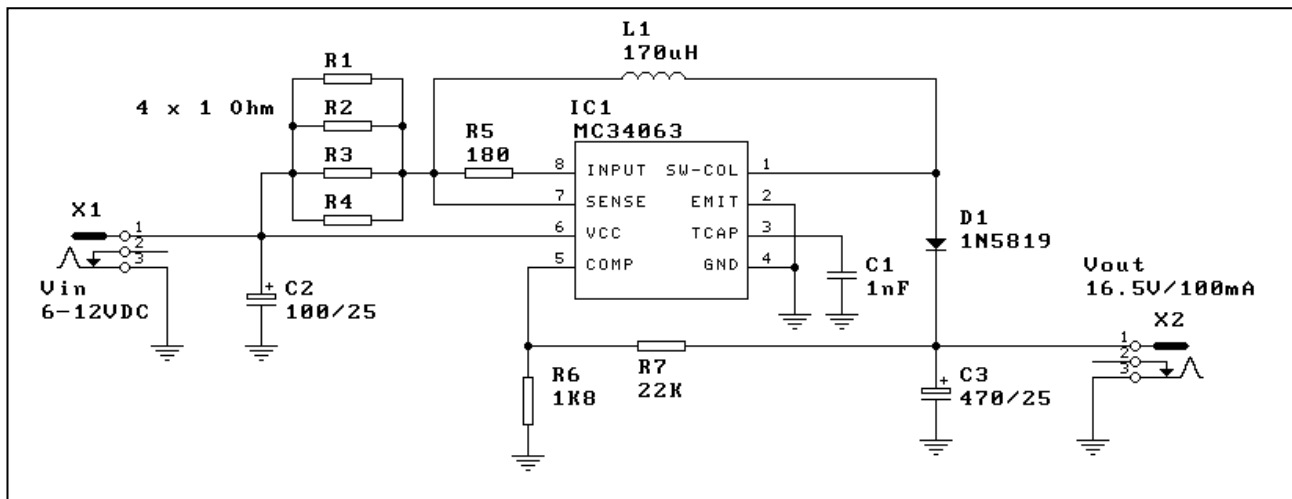 L1
170uH
R1
4 x 1 Ohm
R2
R3
R4
R5
180
IC1
MC34063
8 INPUT SW-COL 1
7 SENSE EMIT 2
6 VCC TCAP 3
5 COMP GND 4
X1
1
2
3
Vin
6-12VDC
+
C2
100/25
C1
1nF
D1
1N5819
Vout
16.5V/100mA
X2
1
2
3
R6
1K8
R7
22K
+
C3
470/25